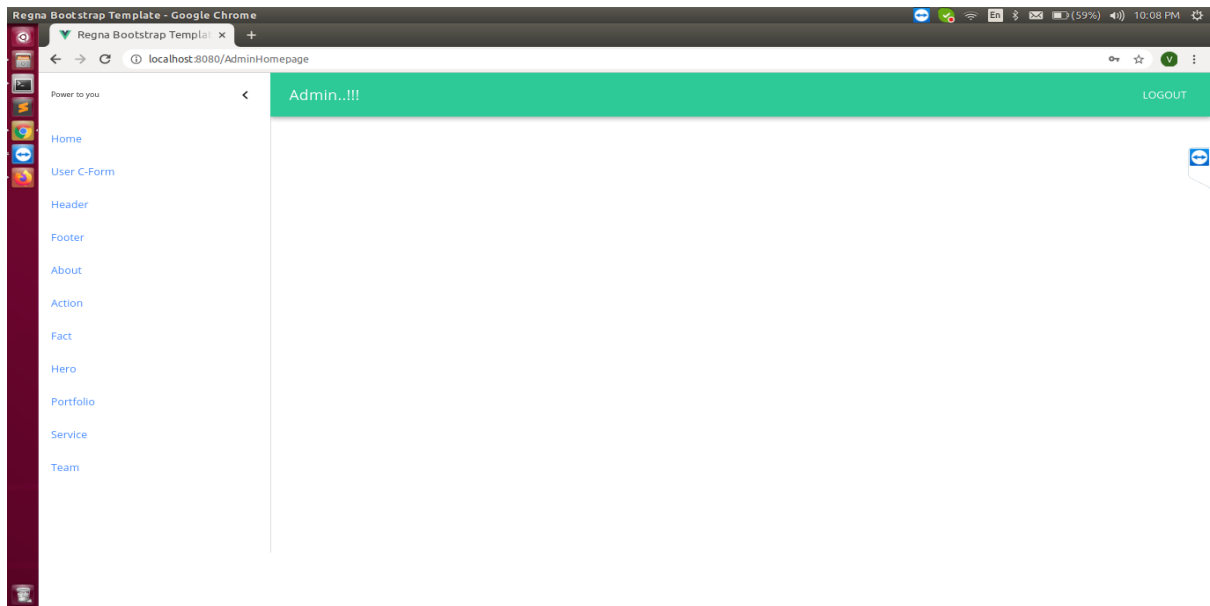 Regna Bootstrap Template - Google Chrome
En (59%) 10:08 PM
Regna Bootstrap Templa
localhost:8080/AdminHomepage
V
Power to you
Admin..!!!
LOGOUT
Home
User C-Form
Header
Footer
About
Action
Fact
Hero
Portfolio
Service
Team